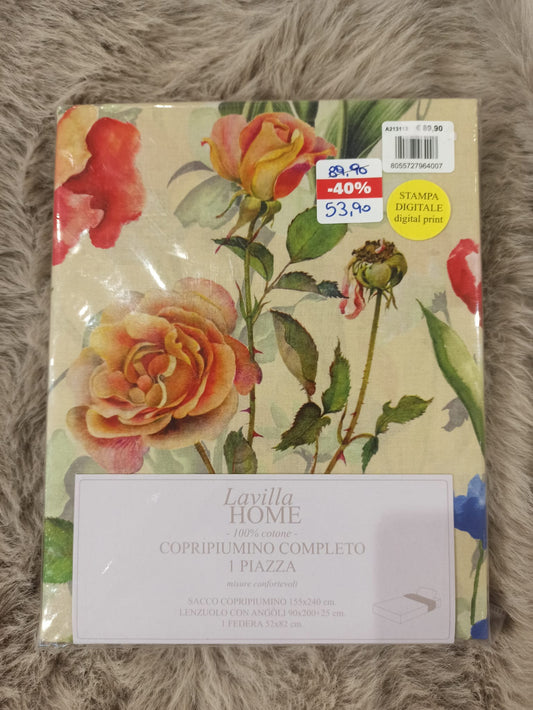 A213113 € 89,90
8055727964007
89,90
-40%
53,90
STAMPA
DIGITALE
digital print
Lavilla
HOME
- 100% cotone -
COPRIPIUMINO COMPLETO
1 PIAZZA
misure confortevoli
SACCO COPRIPIUMINO 155x240 cm.
LENZUOLO CON ANGOLI 90x200+25 cm.
1 FEDERA 52x82 cm.